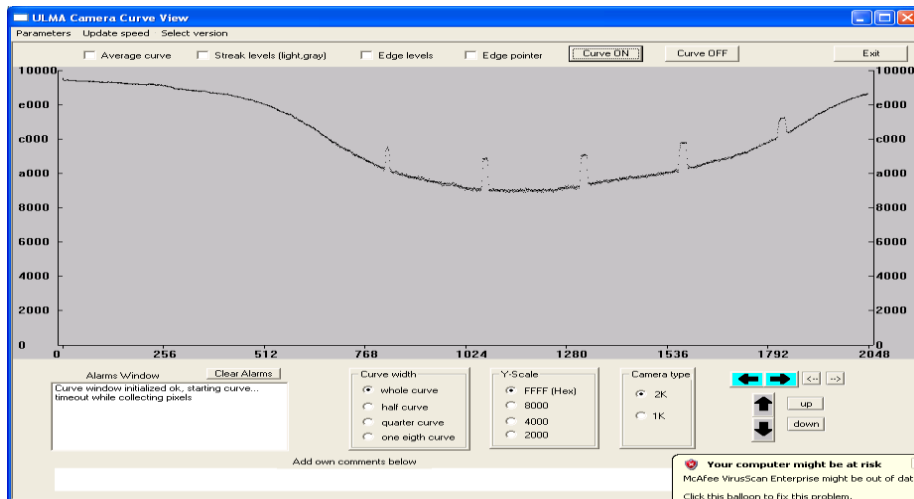 ULMA Camera Curve View
Parameters Update speed Select version
Average curve Streak levels (light,gray) Edge levels Edge pointer Curve ON Curve OFF Exit
10000 10000
e000 e000
c000 c000
a000 a000
8000 8000
6000 6000
4000 4000
2000 2000
0 0
0 256 512 768 1024 1280 1536 1792 2048
Alarms Window Clear Alarms
Curve window initialized ok, starting curve...
timeout while collecting pixels
Curve width
whole curve
half curve
quarter curve
one eigth curve
Y-Scale
FFFF (Hex)
8000
4000
2000
Camera type
2K
1K
<-- -->
up
down
Add own comments below
Your computer might be at risk
McAfee VirusScan Enterprise might be out of dat
Click this balloon to fix this problem.